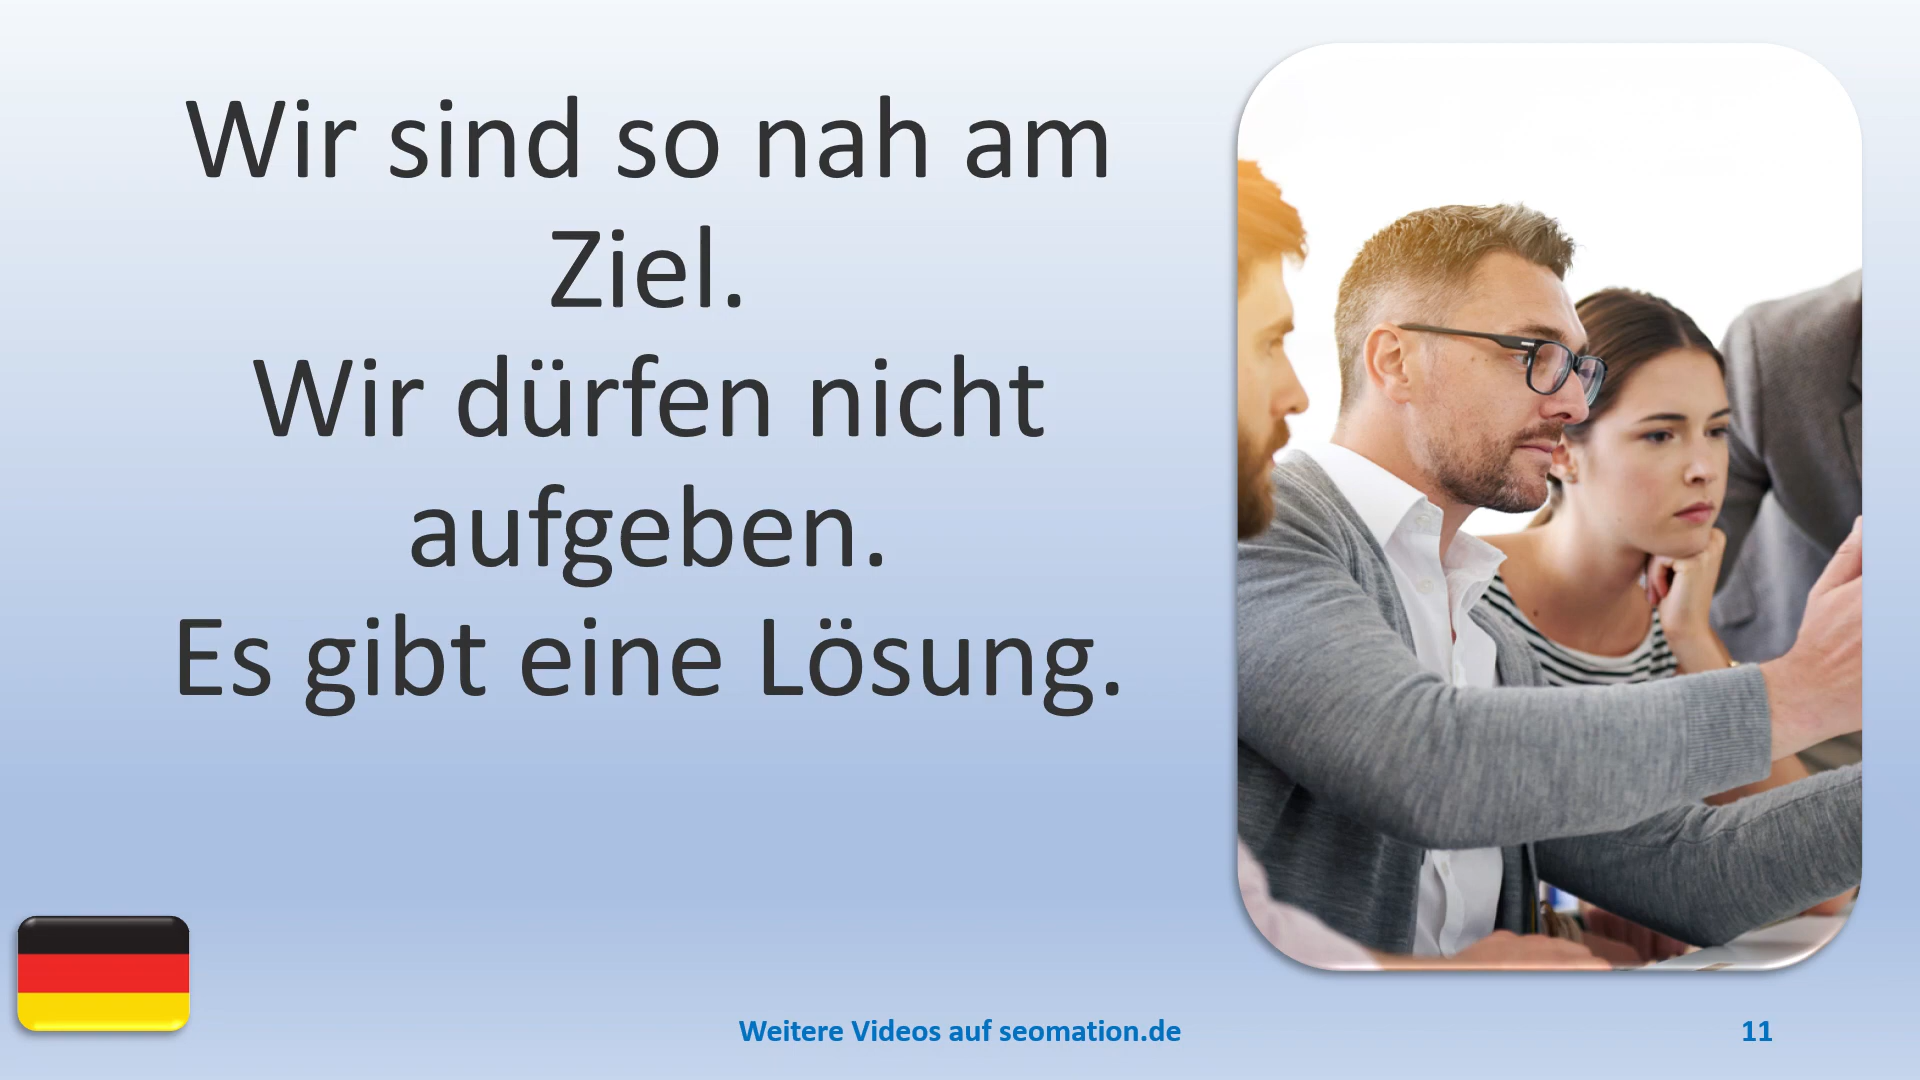 Wir sind so nah am
Ziel.
Wir dürfen nicht
aufgeben.
Es gibt eine Lösung.
Weitere Videos auf seomation.de
11